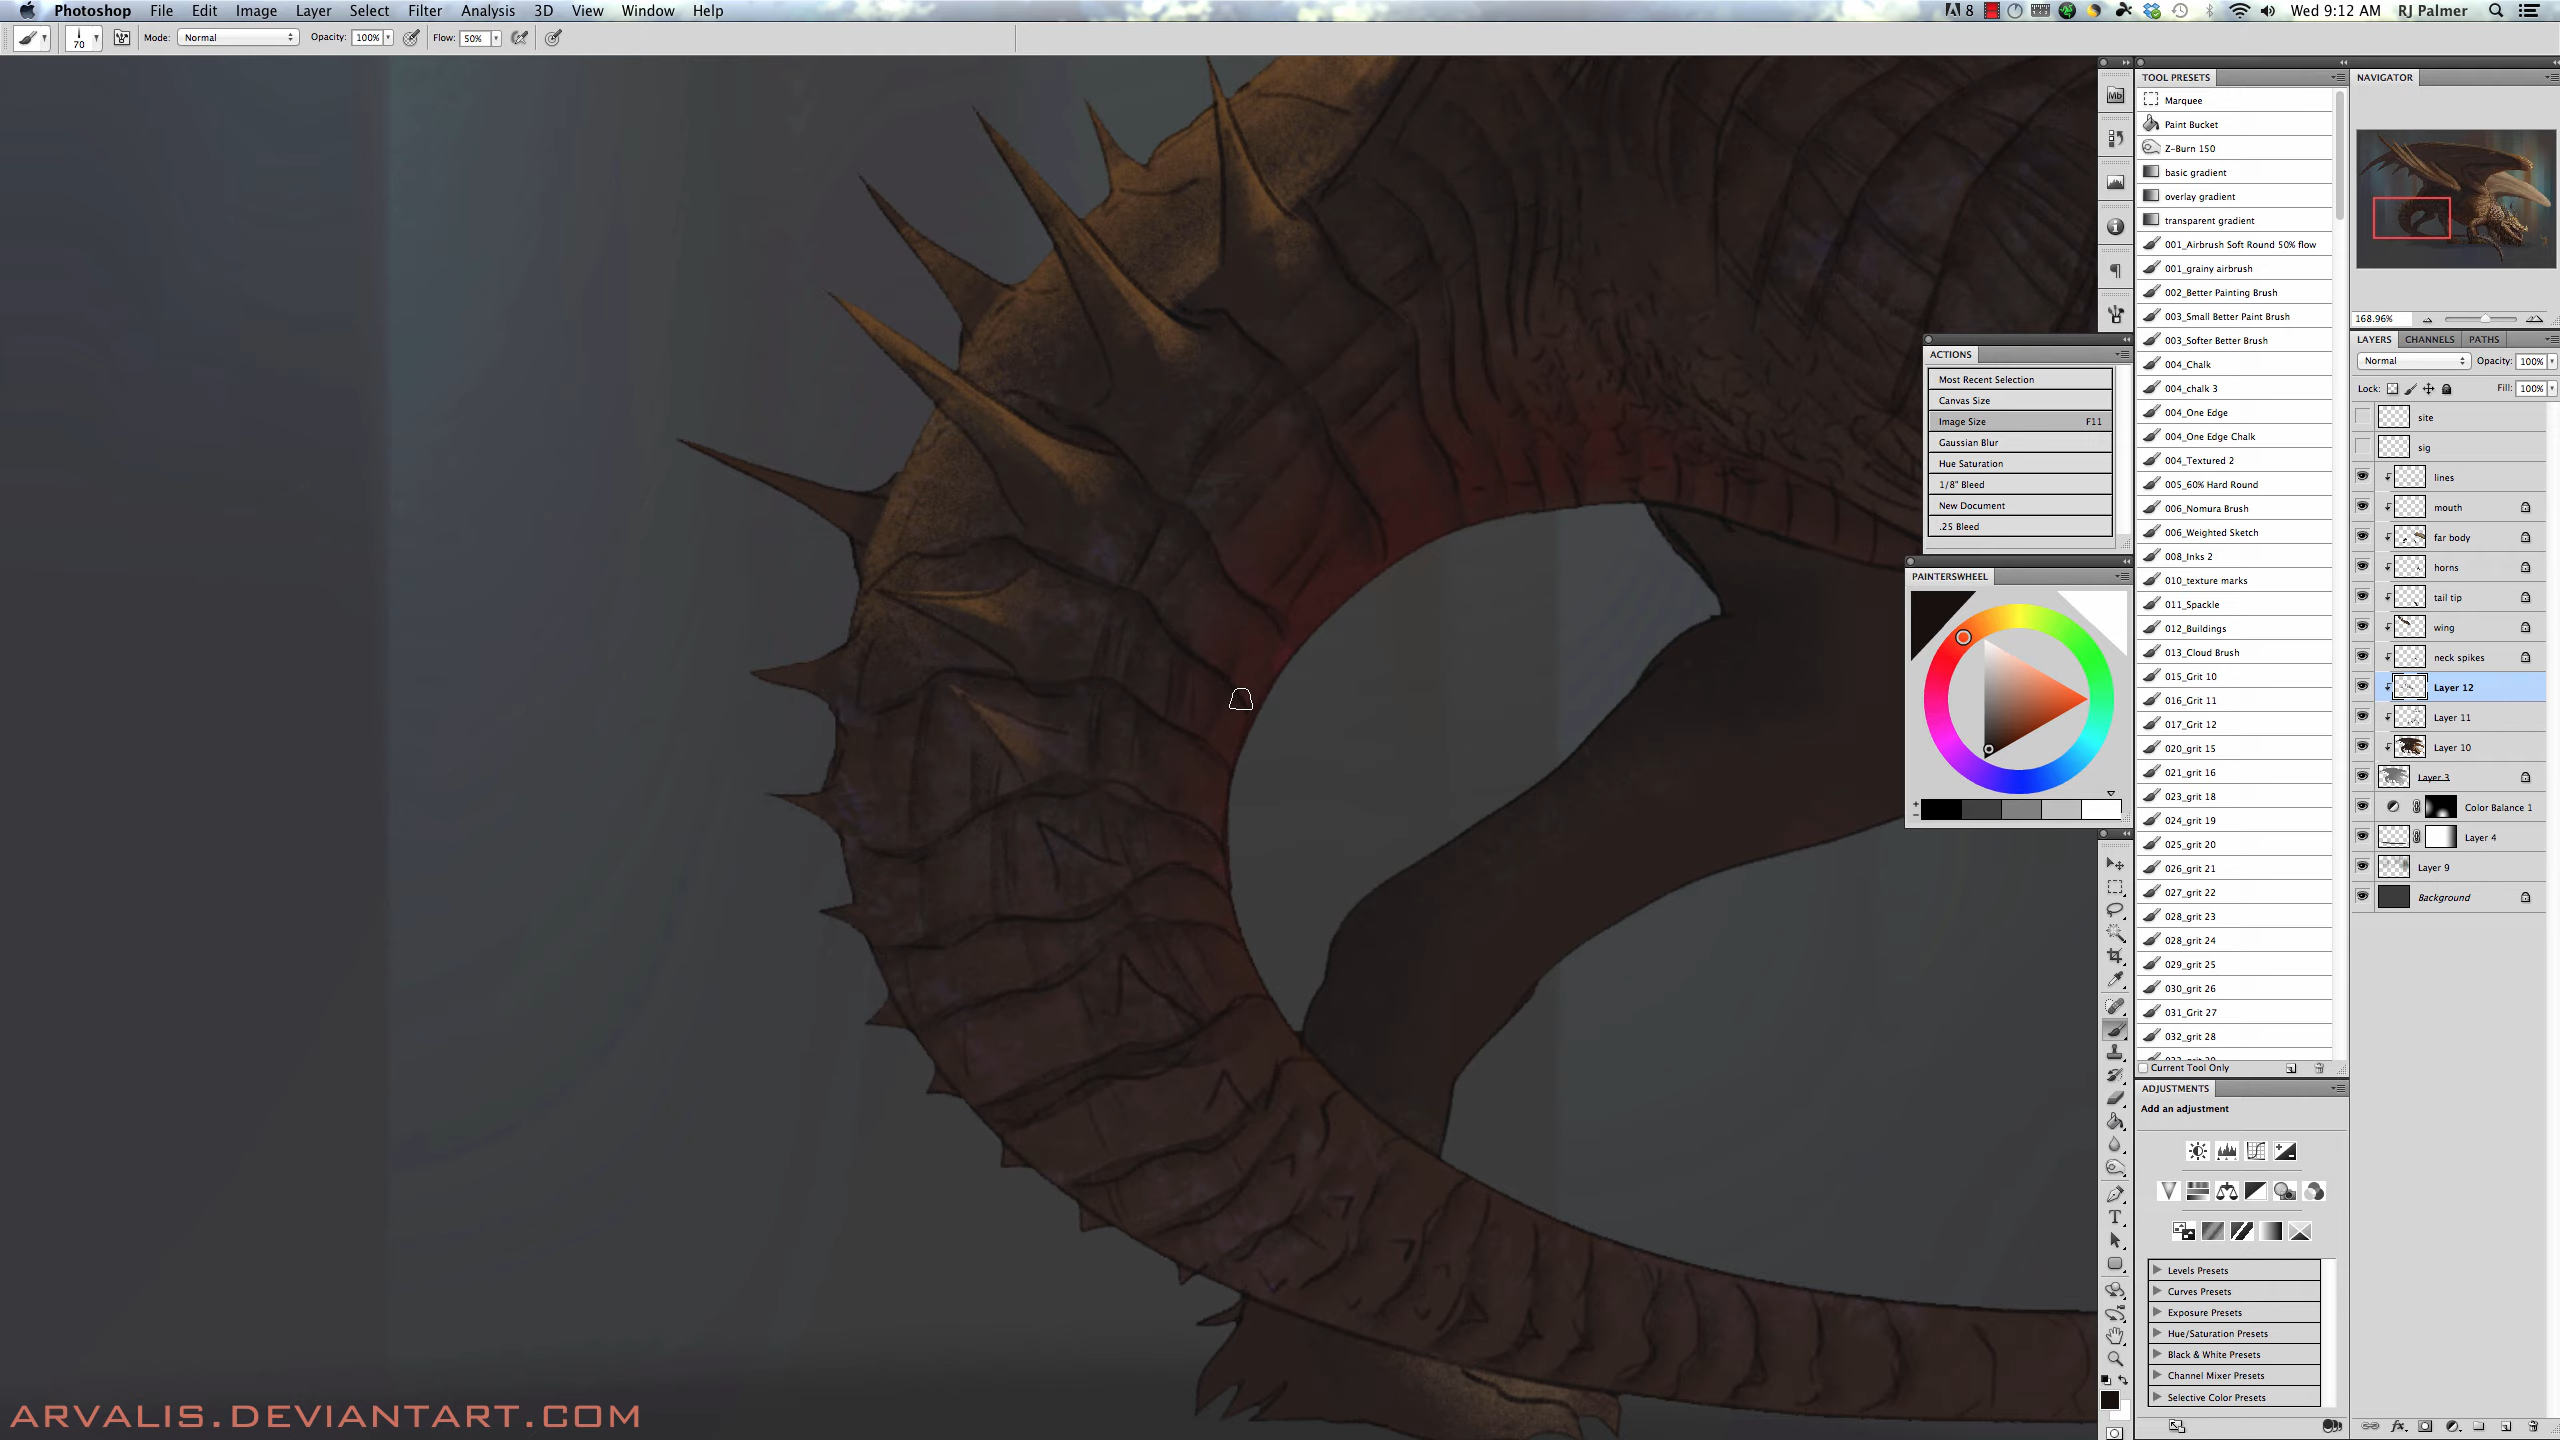 Photoshop File Edit Image Layer Select Filter Analysis 3D View Window Help
8 Wed 9:12 AM RJ Palmer
70 Mode: Normal Opacity: 100% Flow: 50%
Mb
TOOL PRESETS
Marquee
Paint Bucket
Z-Burn 150
basic gradient
overlay gradient
transparent gradient
001_Airbrush Soft Round 50% flow
001_grainy airbrush
002_Better Painting Brush
003_Small Better Paint Brush
003_Softer Better Brush
004_Chalk
004_chalk 3
004_One Edge
004_One Edge Chalk
004_Textured 2
005_60% Hard Round
006_Nomura Brush
006_Weighted Sketch
008_Inks 2
010_texture marks
011_Spackle
012_Buildings
013_Cloud Brush
015_Grit 10
016_Grit 11
017_Grit 12
020_grit 15
021_grit 16
023_grit 18
024_grit 19
025_grit 20
026_grit 21
027_grit 22
028_grit 23
028_grit 24
029_grit 25
030_grit 26
031_Grit 27
032_grit 28
Current Tool Only
ADJUSTMENTS
Add an adjustment
Levels Presets
Curves Presets
Exposure Presets
Hue/Saturation Presets
Black & White Presets
Channel Mixer Presets
Selective Color Presets
NAVIGATOR
168.96%
LAYERS CHANNELS PATHS
Normal Opacity: 100%
Lock: Fill: 100%
site
sig
lines
mouth
far body
horns
tail tip
wing
neck spikes
Layer 12
Layer 11
Layer 10
Layer 3
Color Balance 1
Layer 4
Layer 9
Background
fx
ACTIONS
Most Recent Selection
Canvas Size
Image Size F11
Gaussian Blur
Hue Saturation
1/8" Bleed
New Document
.25 Bleed
PAINTERSWHEEL
ARVALIS.DEVIANTART.COM